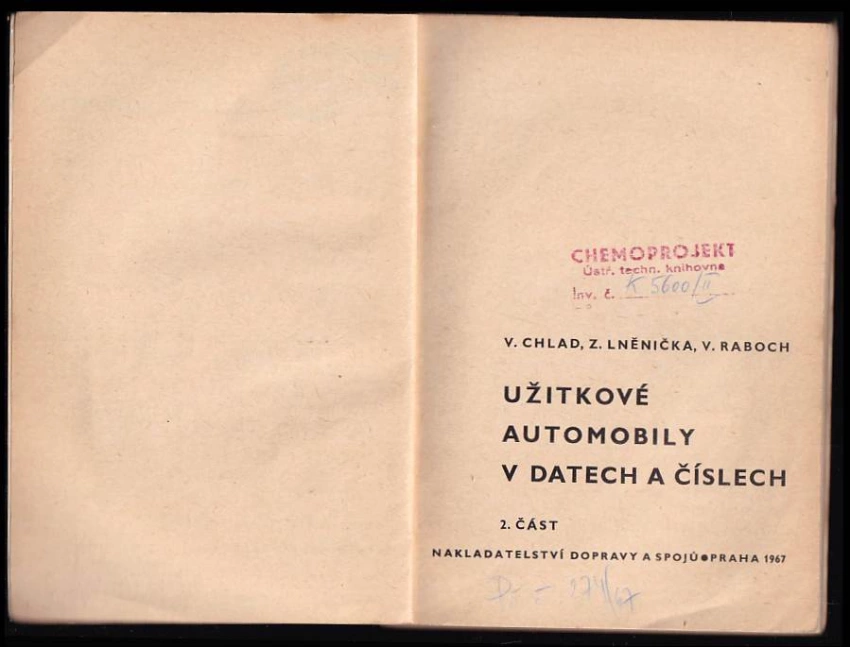 CHEMOPROJEKT
Ústř. techn. knihovna
Inv. č. K 5600/II
V. CHLAD, Z. LNĚNIČKA, V. RABOCH
UŽITKOVÉ
AUTOMOBILY
V DATECH A ČÍSLECH
2. ČÁST
NAKLADATELSTVÍ DOPRAVY A SPOJŮ●PRAHA 1967